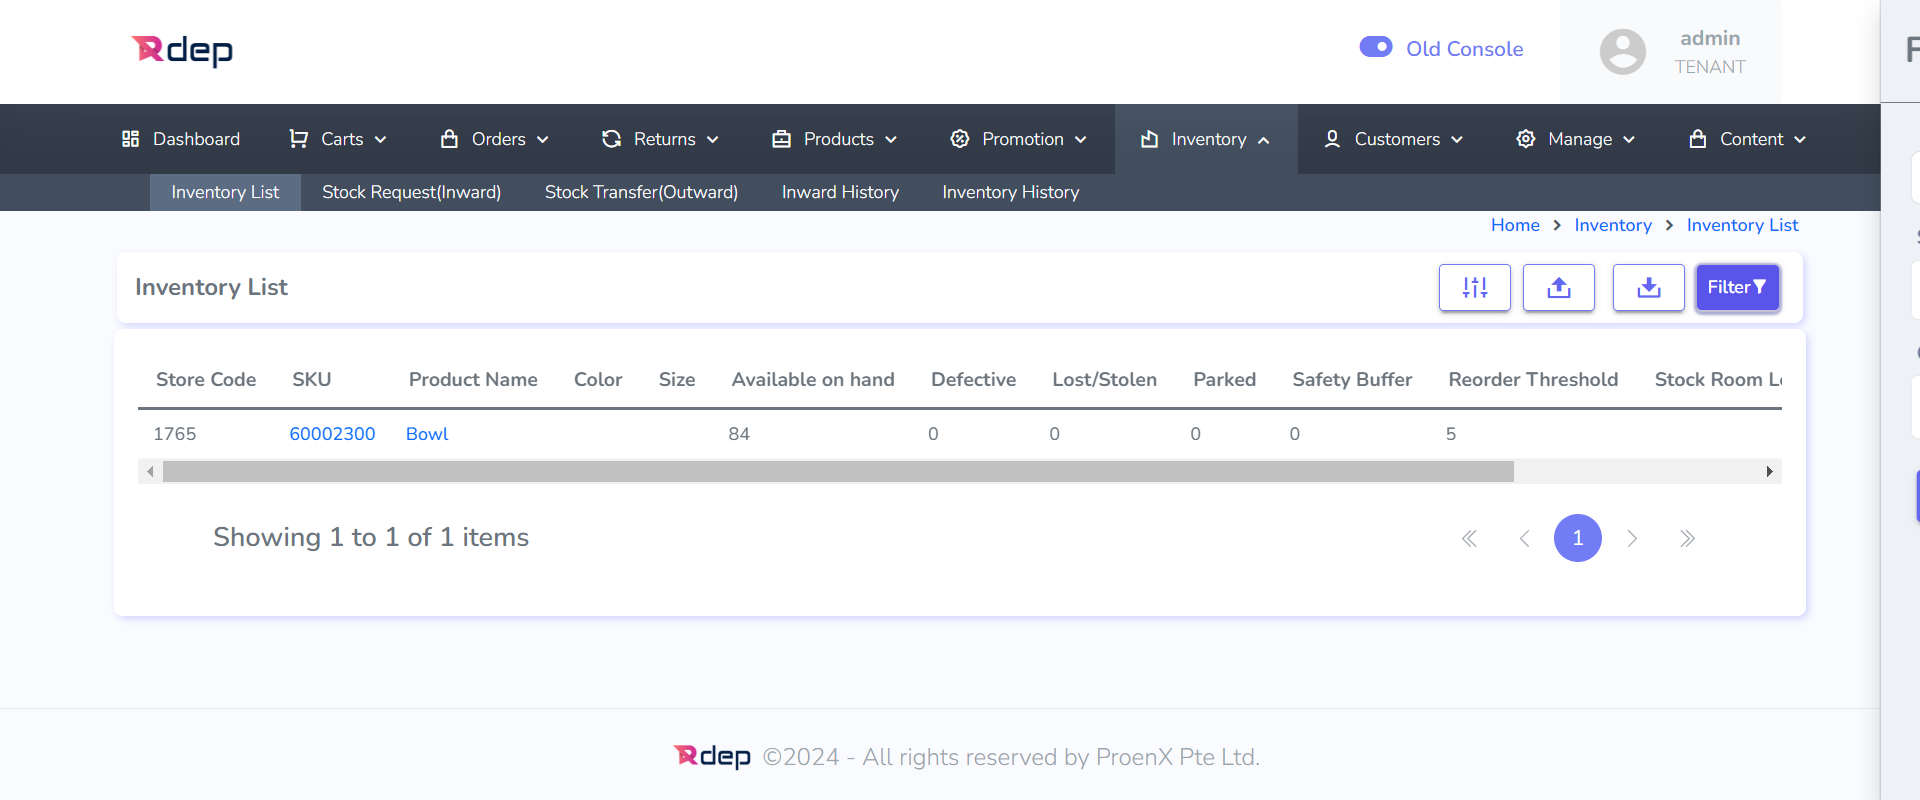 Rdep
Old Console
admin
TENANT
Dashboard Carts Orders Returns Products Promotion Inventory Customers Manage Content
Inventory List Stock Request(Inward) Stock Transfer(Outward) Inward History Inventory History
Home > Inventory > Inventory List
Inventory List
Filter
Store Code SKU Product Name Color Size Available on hand Defective Lost/Stolen Parked Safety Buffer Reorder Threshold Stock Room
1765 60002300 Bowl 84 0 0 0 0 5
Showing 1 to 1 of 1 items
1
Rdep ©2024 - All rights reserved by ProenX Pte Ltd.